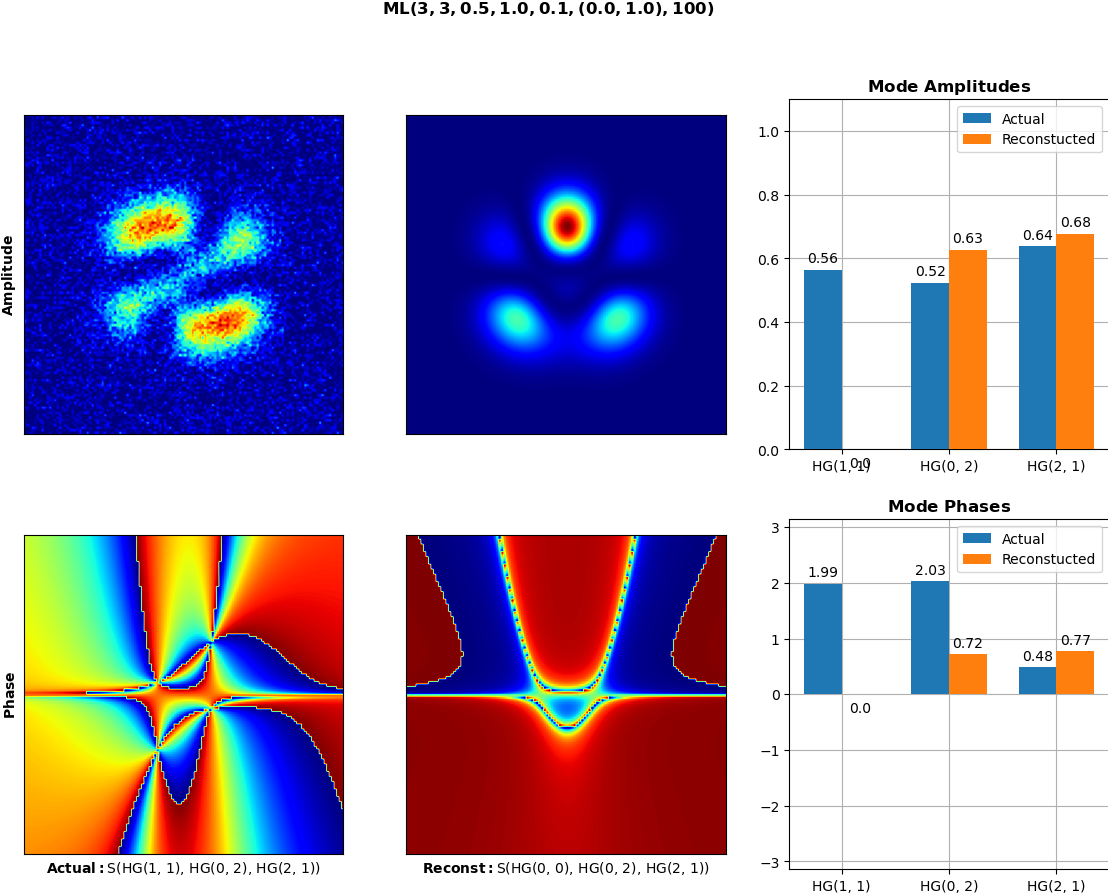 ML(3, 3, 0.5, 1.0, 0.1, (0.0, 1.0), 100)
Amplitude
Mode Amplitudes
Actual
Reconstucted
1.0
0.8
0.6
0.4
0.2
0.0
0.56
0.0
0.52
0.63
0.64
0.68
HG(1, 1)
HG(0, 2)
HG(2, 1)
Phase
Actual: S(HG(1, 1), HG(0, 2), HG(2, 1))
Reconst: S(HG(0, 0), HG(0, 2), HG(2, 1))
Mode Phases
Actual
Reconstucted
3
2
1
0
−1
−2
−3
1.99
0.0
2.03
0.72
0.48
0.77
HG(1, 1)
HG(0, 2)
HG(2, 1)